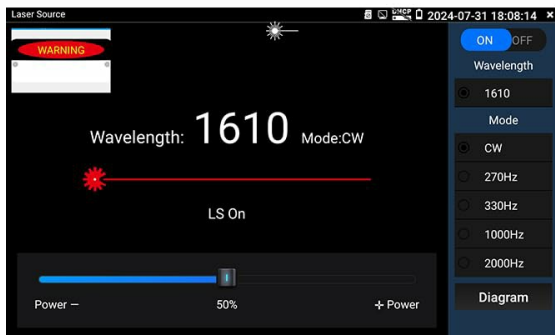 Laser Source
2024-07-31 18:08:14 ×
WARNING
Wavelength: 1610 Mode:CW
LS On
Power −
50%
+ Power
ON OFF
Wavelength
1610
Mode
CW
270Hz
330Hz
1000Hz
2000Hz
Diagram